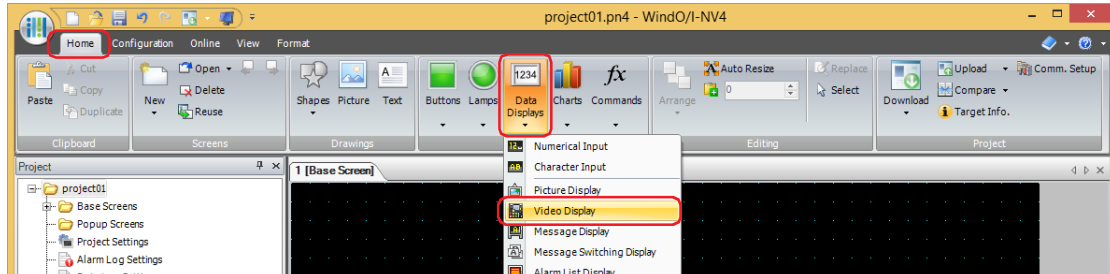 project01.pn4 - WindO/I-NV4
Home Configuration Online View Format
Cut
Copy
Duplicate
Paste
Clipboard
New
Open
Delete
Reuse
Screens
Shapes Picture Text
Drawings
Buttons Lamps Data Displays Charts Commands
1234
fx
A
Arrange
Auto Resize
0
Replace
Select
Editing
Download
Upload
Compare
Target Info.
Comm. Setup
Project
Numerical Input
Character Input
Picture Display
Video Display
Message Display
Message Switching Display
Alarm List Display
Project
1 [Base Screen]
project01
Base Screens
Popup Screens
Project Settings
Alarm Log Settings